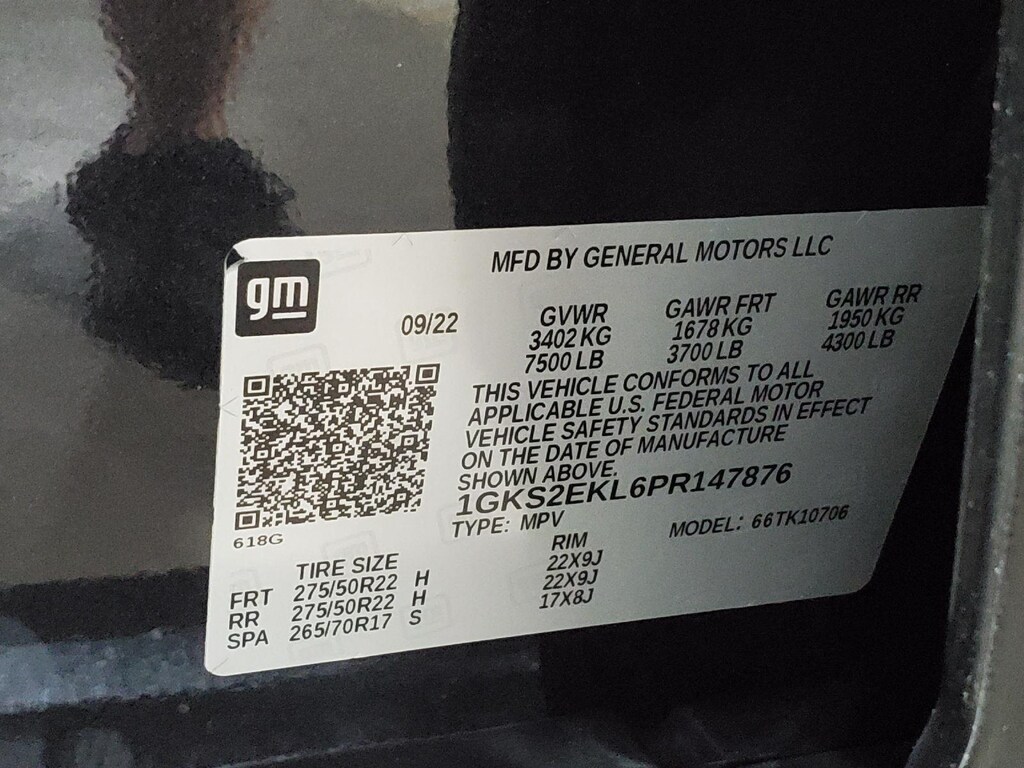 gm
MFD BY GENERAL MOTORS LLC
09/22
GVWR GAWR FRT GAWR RR
3402 KG 1678 KG 1950 KG
7500 LB 3700 LB 4300 LB
THIS VEHICLE CONFORMS TO ALL
APPLICABLE U.S. FEDERAL MOTOR
VEHICLE SAFETY STANDARDS IN EFFECT
ON THE DATE OF MANUFACTURE
SHOWN ABOVE.
1GKS2EKL6PR147876
TYPE: MPV MODEL: 66TK10706
618G
TIRE SIZE RIM
FRT 275/50R22 H 22X9J
RR 275/50R22 H 22X9J
SPA 265/70R17 S 17X8J